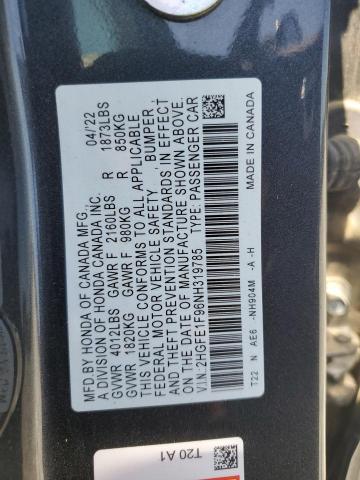 MFD. BY HONDA OF CANADA MFG., 04/'22
A DIVISION OF HONDA CANADA INC.
GVWR 4012LBS GAWR F 2160LBS R 1873LBS
GVWR 1820KG GAWR F 980KG R 850KG
THIS VEHICLE CONFORMS TO ALL APPLICABLE
FEDERAL MOTOR VEHICLE SAFETY BUMPER,
AND THEFT PREVENTION STANDARDS IN
EFFECT ON THE DATE OF MANUFACTURE SHOWN ABOVE.
V.I.N: 2HGFE1F96NH319785 TYPE: PASSENGER CAR
T22 N AE6 -NH904M -A -H MADE IN CANADA
T20 A1